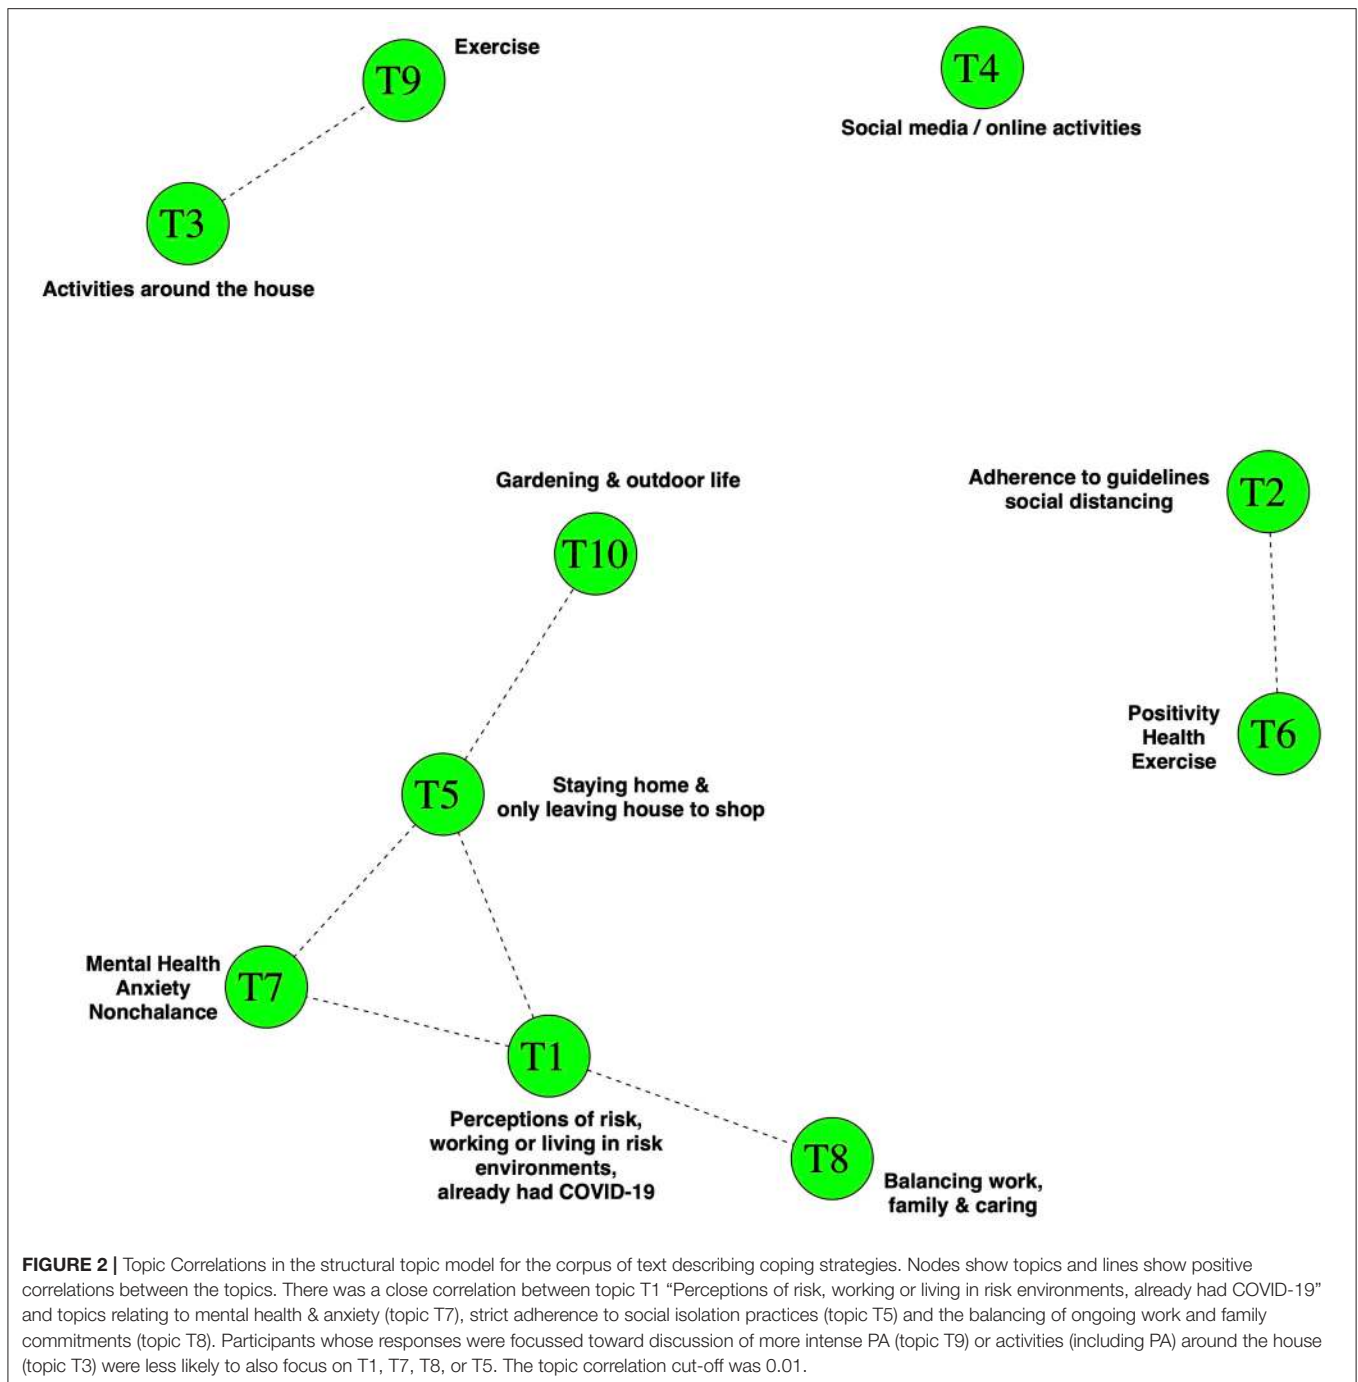 Exercise
T9
T4
Social media / online activities
T3
Activities around the house
Gardening & outdoor life
T10
Adherence to guidelines
social distancing
T2
Positivity
Health
Exercise
T6
T5
Staying home &
only leaving house to shop
Mental Health
Anxiety
Nonchalance
T7
T1
Perceptions of risk,
working or living in risk
environments,
already had COVID-19
T8
Balancing work,
family & caring
FIGURE 2 | Topic Correlations in the structural topic model for the corpus of text describing coping strategies. Nodes show topics and lines show positive
correlations between the topics. There was a close correlation between topic T1 “Perceptions of risk, working or living in risk environments, already had COVID-19”
and topics relating to mental health & anxiety (topic T7), strict adherence to social isolation practices (topic T5) and the balancing of ongoing work and family
commitments (topic T8). Participants whose responses were focussed toward discussion of more intense PA (topic T9) or activities (including PA) around the house
(topic T3) were less likely to also focus on T1, T7, T8, or T5. The topic correlation cut-off was 0.01.